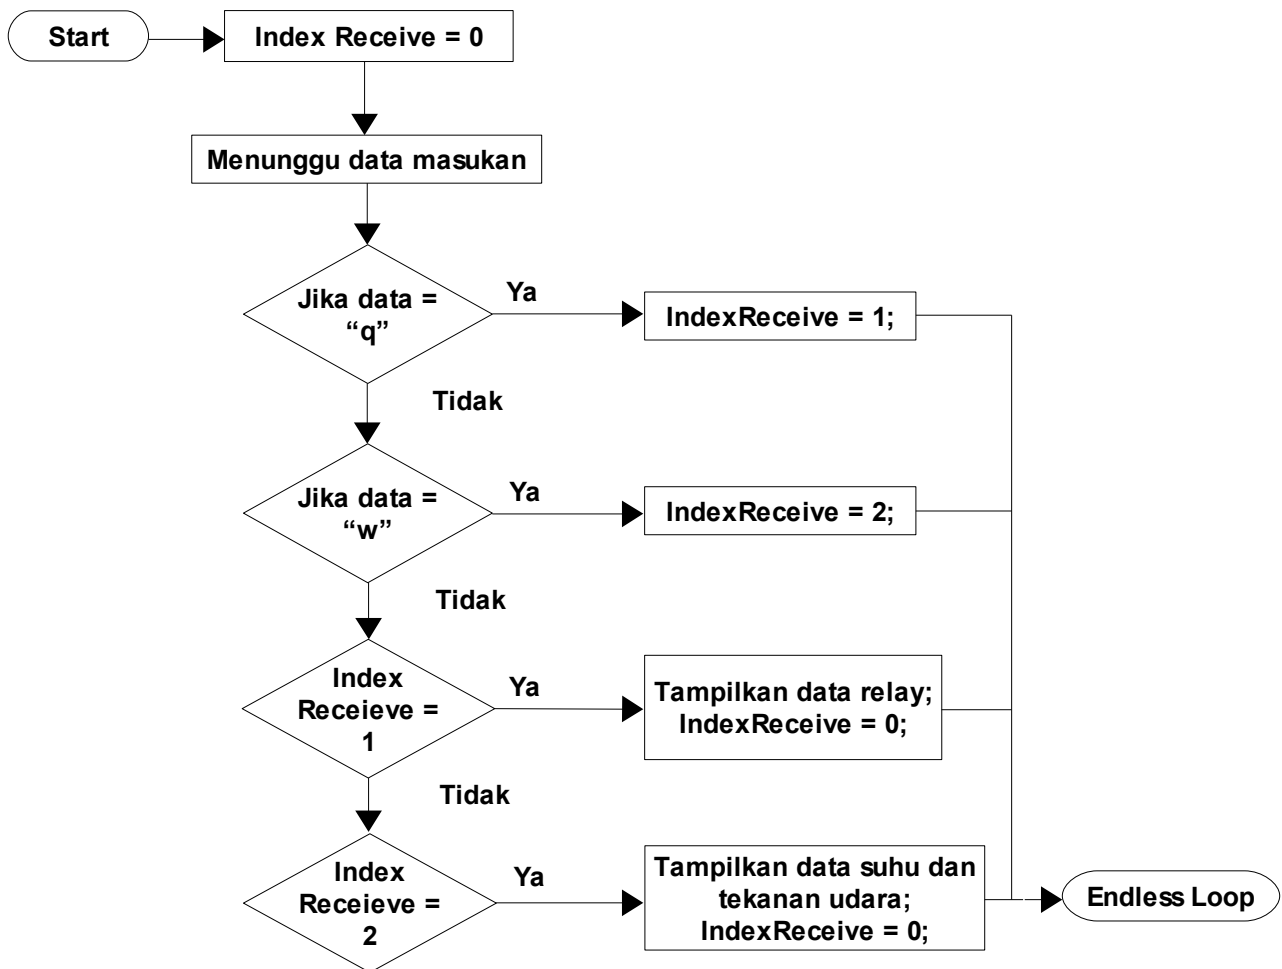 Start
Index Receive = 0
Menunggu data masukan
Jika data =
“q”
Ya
IndexReceive = 1;
Tidak
Jika data =
“w”
Ya
IndexReceive = 2;
Tidak
Index
Receieve =
1
Ya
Tampilkan data relay;
IndexReceive = 0;
Tidak
Index
Receieve =
2
Ya
Tampilkan data suhu dan
tekanan udara;
IndexReceive = 0;
Endless Loop